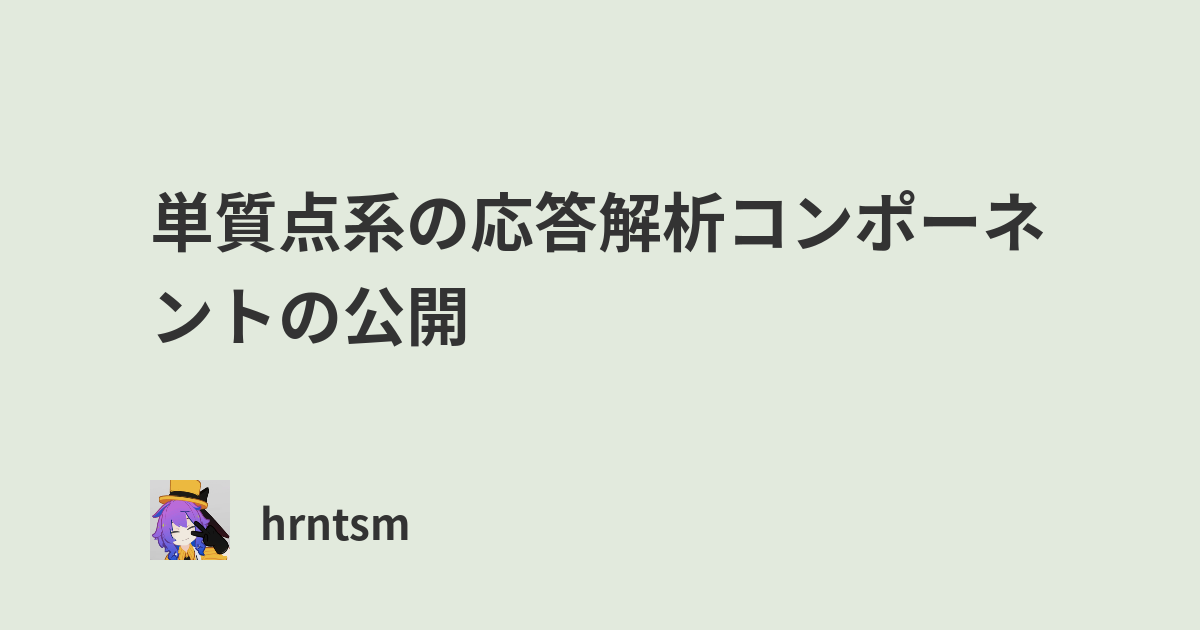 単質点系の応答解析コンポーネ
ントの公開
hrntsm